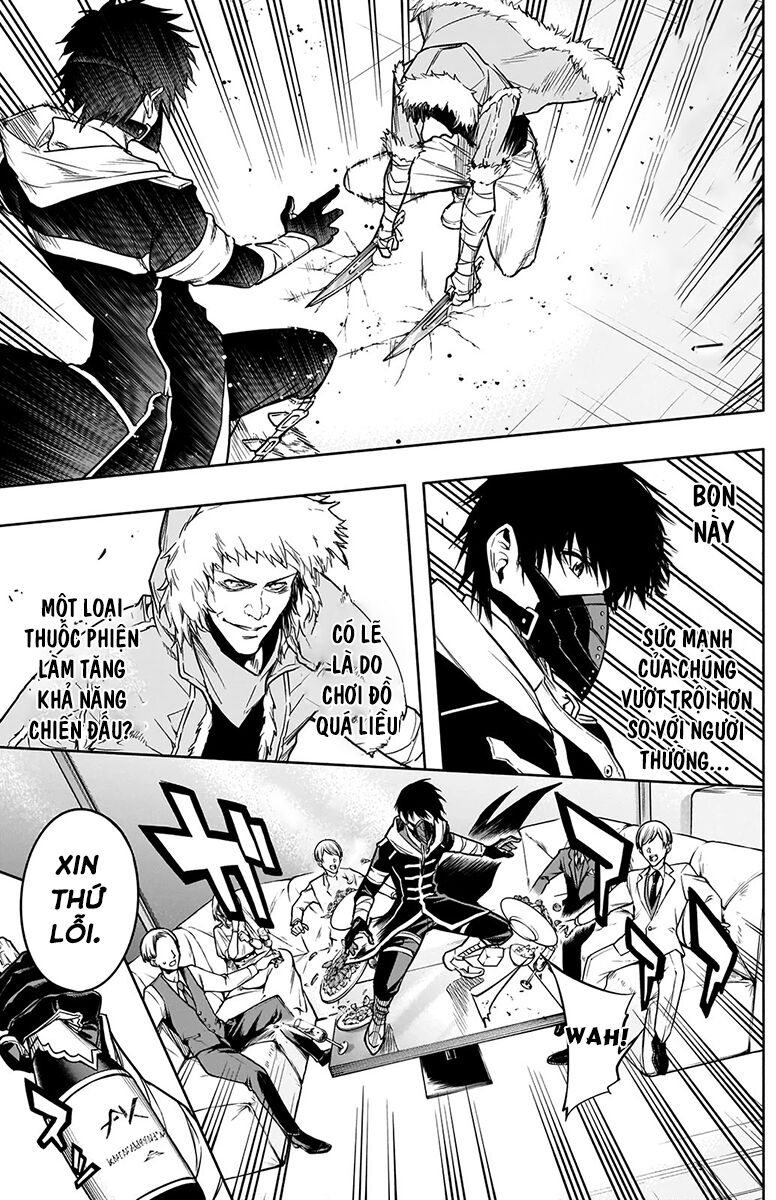 BỌN
NÀY
SỨC MẠNH
CỦA CHÚNG
VƯỢT TRỘI HƠN
SO VỚI NGƯỜI
THƯỜNG...
CÓ LẼ
LÀ DO
CHƠI ĐỒ
QUÁ LIỀU
MỘT LOẠI
THUỐC PHIỆN
LÀM TĂNG
KHẢ NĂNG
CHIẾN ĐẤU?
WAH!
XIN
THỨ
LỖI.